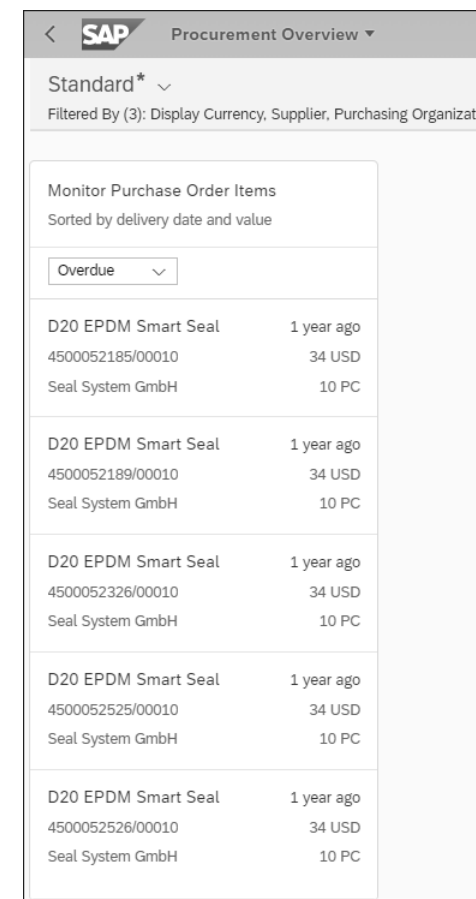 SAP Procurement Overview
Standard*
Filtered By (3): Display Currency, Supplier, Purchasing Organizat
Monitor Purchase Order Items
Sorted by delivery date and value
Overdue
D20 EPDM Smart Seal 1 year ago
4500052185/00010 34 USD
Seal System GmbH 10 PC
D20 EPDM Smart Seal 1 year ago
4500052189/00010 34 USD
Seal System GmbH 10 PC
D20 EPDM Smart Seal 1 year ago
4500052326/00010 34 USD
Seal System GmbH 10 PC
D20 EPDM Smart Seal 1 year ago
4500052525/00010 34 USD
Seal System GmbH 10 PC
D20 EPDM Smart Seal 1 year ago
4500052526/00010 34 USD
Seal System GmbH 10 PC